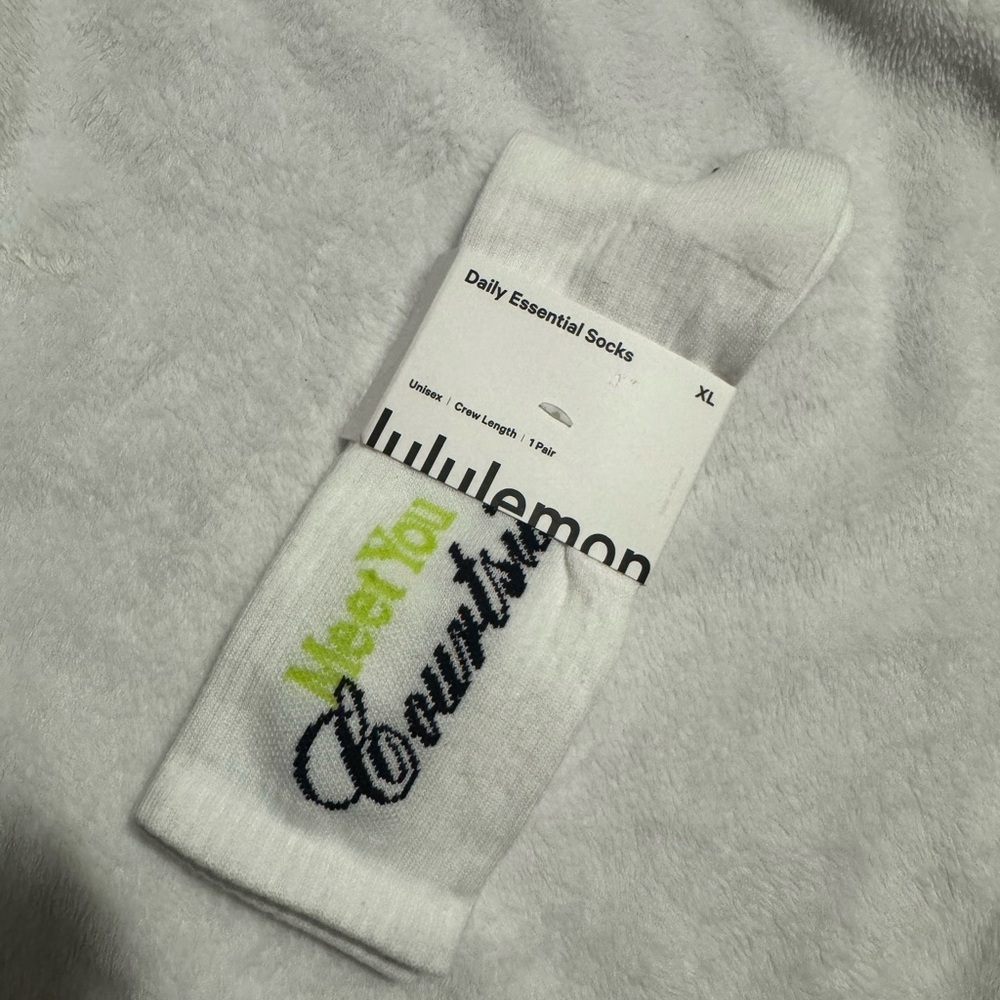 Daily Essential Socks
XL
Unisex | Crew Length | 1 Pair
lululemon
Meet You